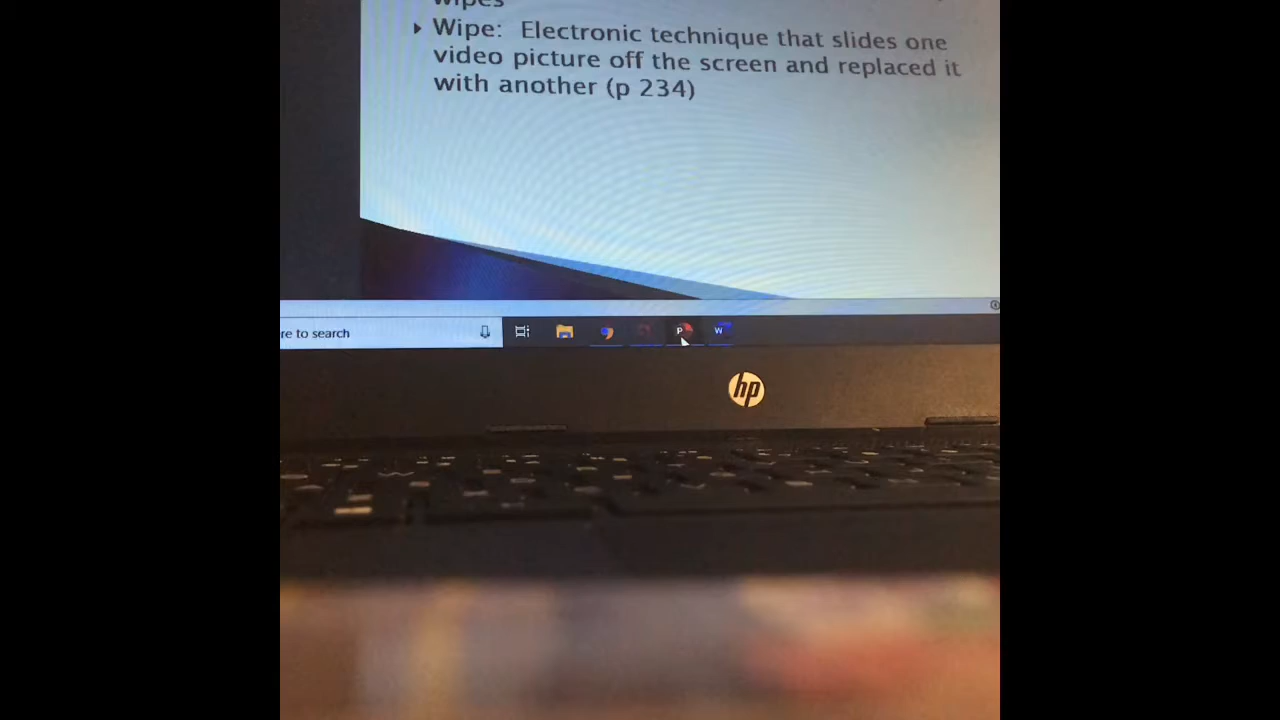 wipes
Wipe: Electronic technique that slides one
video picture off the screen and replaced it
with another (p 234)
re to search
P
W
hp